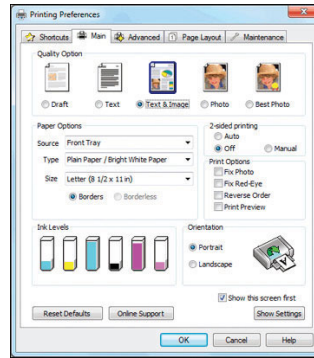 Printing Preferences
Shortcuts Main Advanced Page Layout Maintenance
Quality Option
Draft Text Text & Image Photo Best Photo
Paper Options
Source Front Tray
Type Plain Paper / Bright White Paper
Size Letter (8 1/2 x 11 in)
Borders Borderless
2-sided printing
Auto
Off Manual
Print Options
Fix Photo
Fix Red-Eye
Reverse Order
Print Preview
Ink Levels
Orientation
Portrait
Landscape
Show this screen first
Reset Defaults Online Support Show Settings
OK Cancel Help